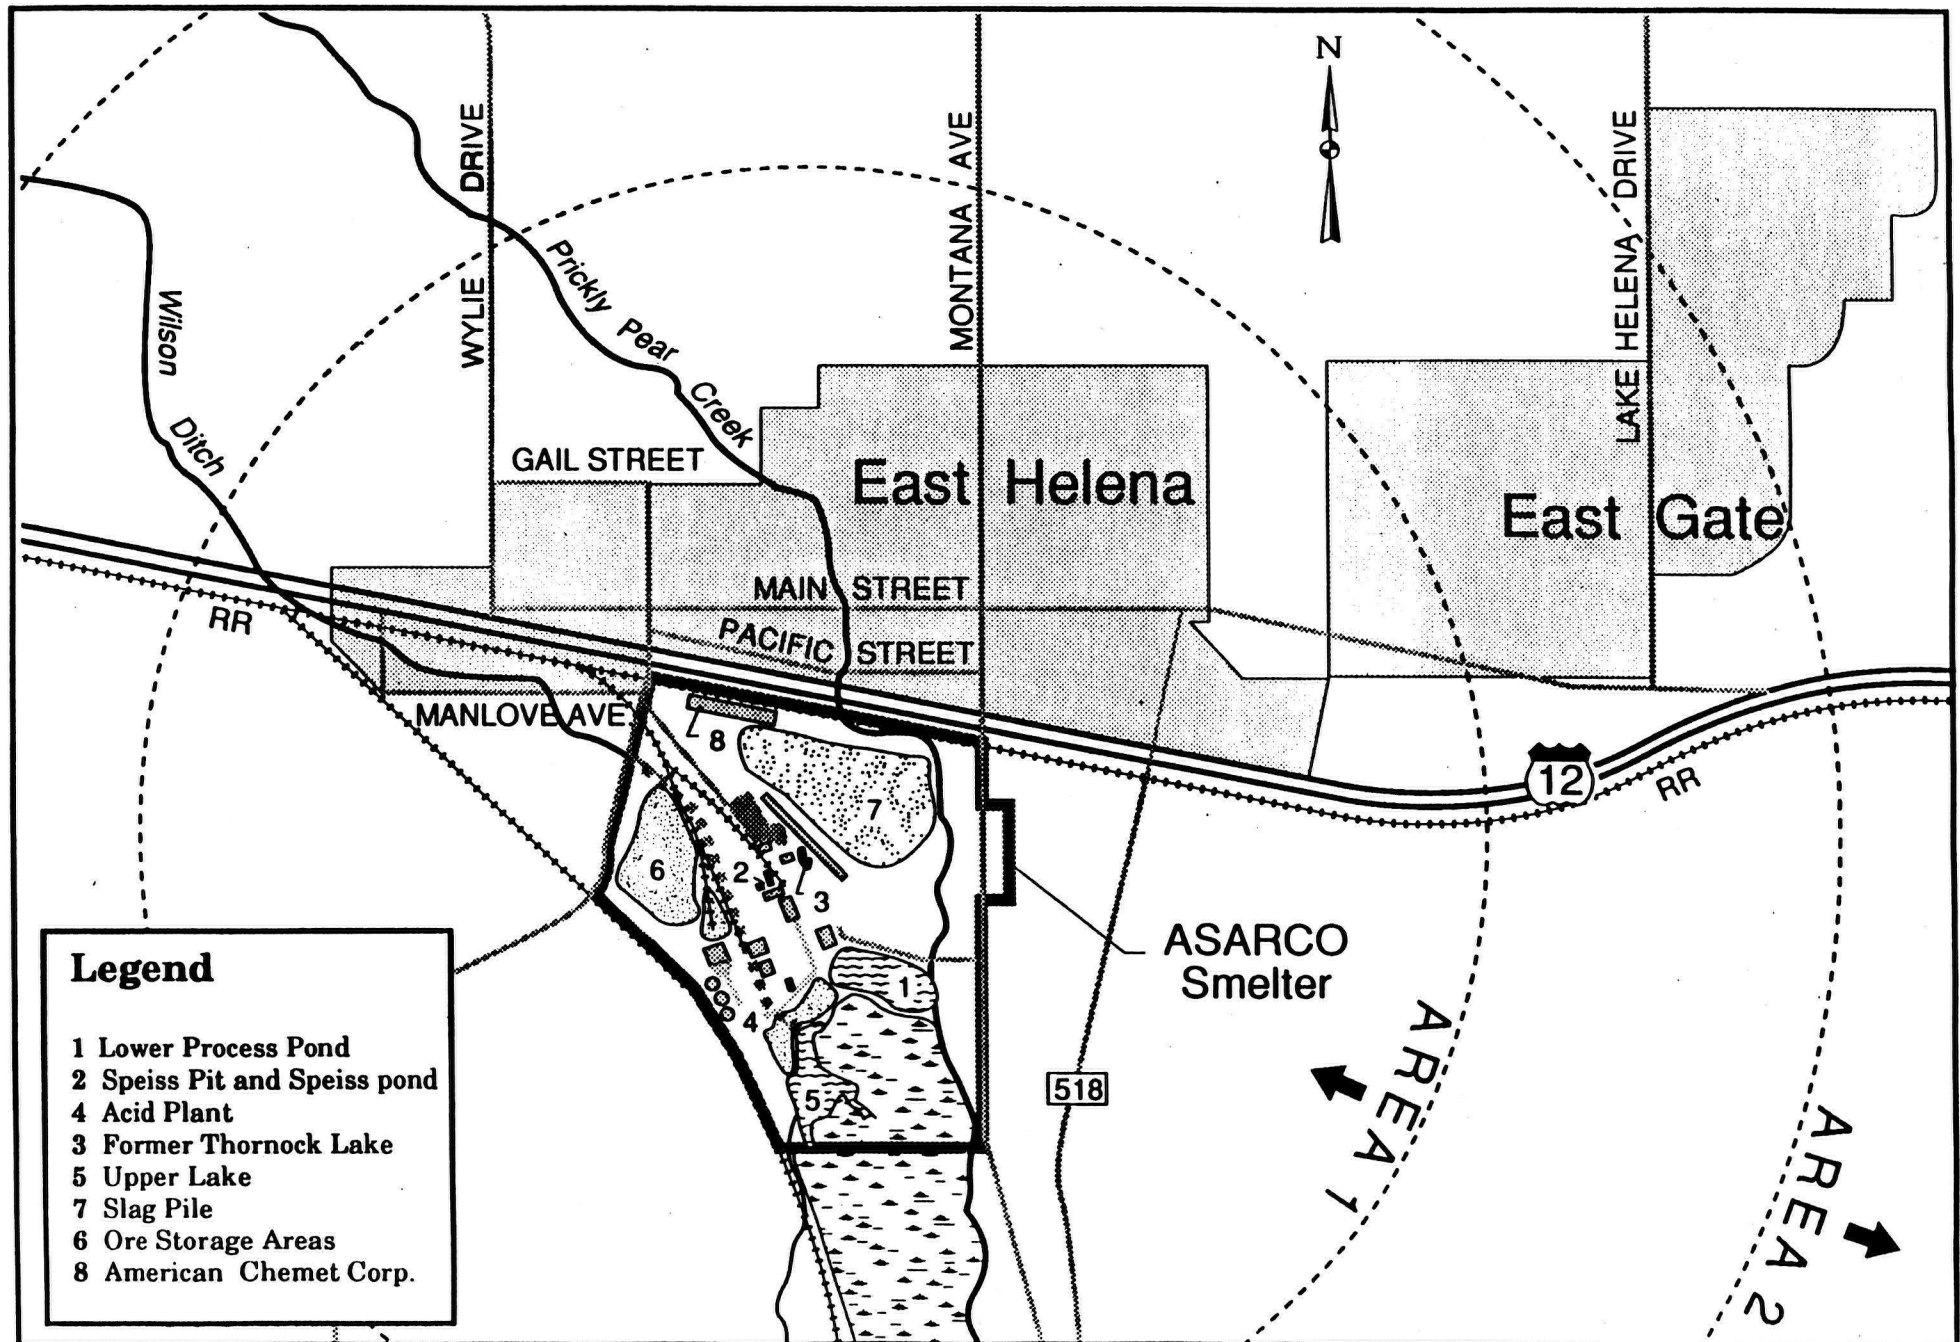 N
WYLIE DRIVE
MONTANA AVE
LAKE HELENA DRIVE
Prickly Pear Creek
Wilson Ditch
GAIL STREET
East Helena
East Gate
MAIN STREET
PACIFIC STREET
RR
MANLOVE AVE.
8
7
12
RR
6
2
3
ASARCO
Smelter
1
4
5
518
AREA 1
AREA 2
Legend
1 Lower Process Pond
2 Speiss Pit and Speiss pond
4 Acid Plant
3 Former Thornock Lake
5 Upper Lake
7 Slag Pile
6 Ore Storage Areas
8 American Chemet Corp.